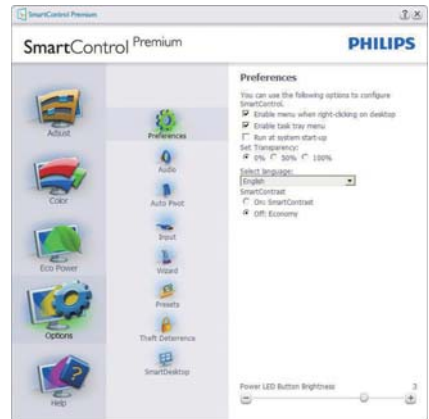 SmartControl Premium
SmartControl Premium
PHILIPS
Adjust
Color
Eco Power
Options
Help
Preferences
Audio
Auto Pivot
Input
Wizard
Presets
Theft Deterrence
SmartDesktop
Preferences
You can use the following options to configure
SmartControl.
Enable menu when right-clicking on desktop
Enable task tray menu
Run at system start-up
Set Transparency:
0% 50% 100%
Select language:
English
SmartContrast
On: SmartContrast
Off: Economy
Power LED Button Brightness 3